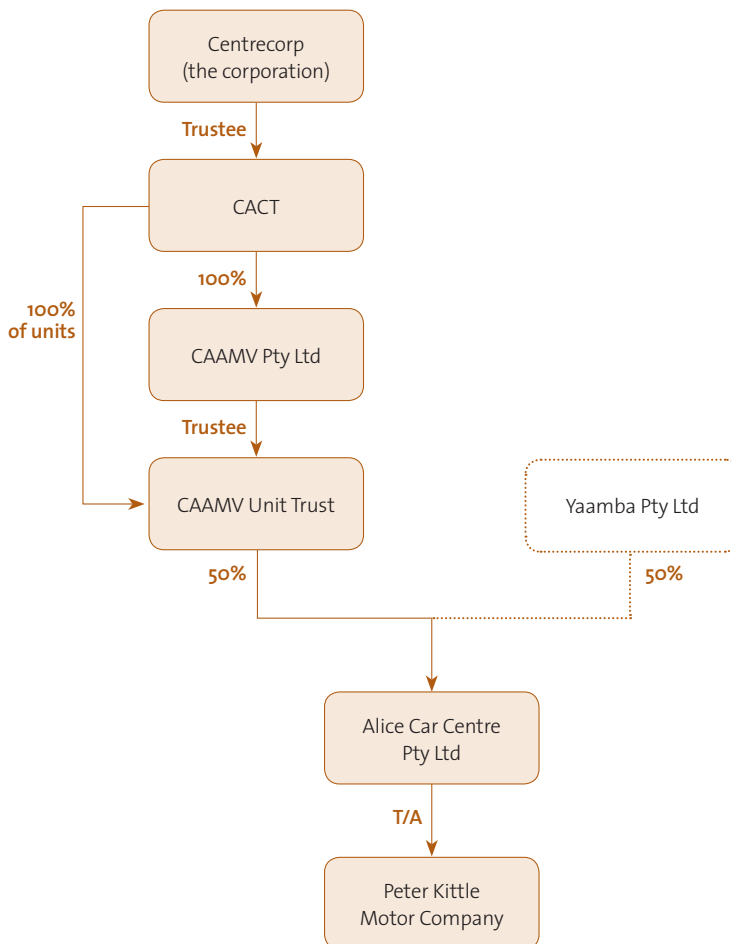 Centrecorp
(the corporation)
Trustee
CACT
100%
100%
of units
CAAMV Pty Ltd
Trustee
CAAMV Unit Trust
Yaamba Pty Ltd
50%
50%
Alice Car Centre
Pty Ltd
T/A
Peter Kittle
Motor Company